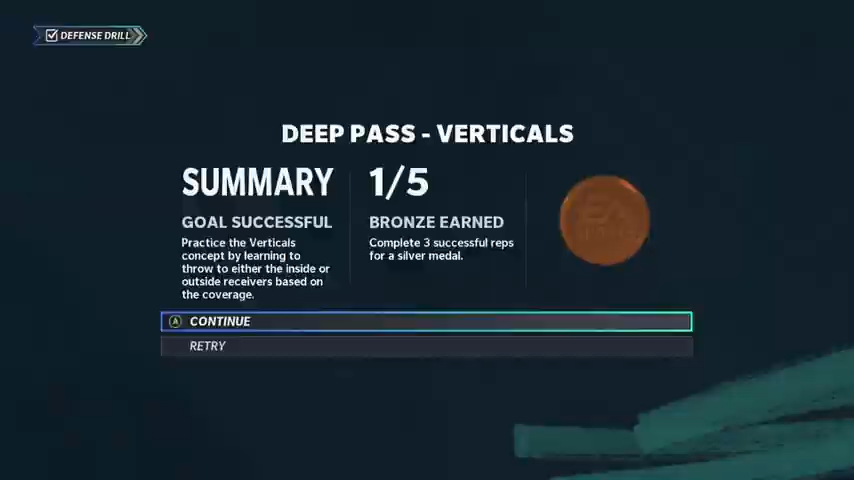 DEFENSE DRILL
DEEP PASS - VERTICALS
SUMMARY
GOAL SUCCESSFUL
Practice the Verticals
concept by learning to
throw to either the inside or
outside receivers based on
the coverage.
1/5
BRONZE EARNED
Complete 3 successful reps
for a silver medal.
A CONTINUE
RETRY